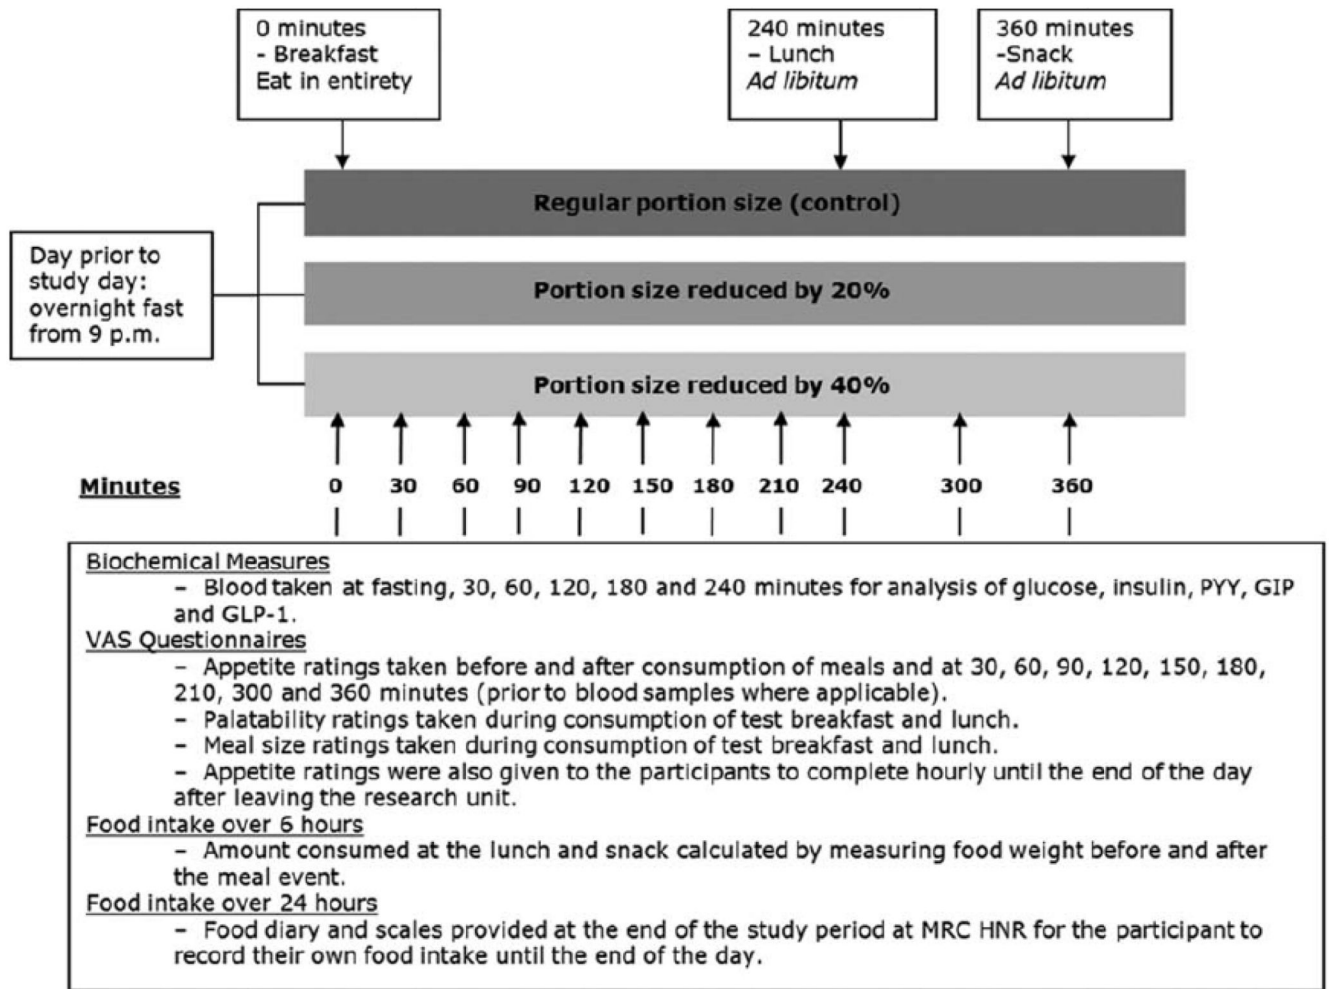 0 minutes
- Breakfast
Eat in entirety
240 minutes
– Lunch
Ad libitum
360 minutes
-Snack
Ad libitum
Regular portion size (control)
Day prior to
study day:
overnight fast
from 9 p.m.
Portion size reduced by 20%
Portion size reduced by 40%
Minutes 0 30 60 90 120 150 180 210 240 300 360
Biochemical Measures
– Blood taken at fasting, 30, 60, 120, 180 and 240 minutes for analysis of glucose, insulin, PYY, GIP
and GLP-1.
VAS Questionnaires
– Appetite ratings taken before and after consumption of meals and at 30, 60, 90, 120, 150, 180,
210, 300 and 360 minutes (prior to blood samples where applicable).
– Palatability ratings taken during consumption of test breakfast and lunch.
– Meal size ratings taken during consumption of test breakfast and lunch.
– Appetite ratings were also given to the participants to complete hourly until the end of the day
after leaving the research unit.
Food intake over 6 hours
– Amount consumed at the lunch and snack calculated by measuring food weight before and after
the meal event.
Food intake over 24 hours
– Food diary and scales provided at the end of the study period at MRC HNR for the participant to
record their own food intake until the end of the day.